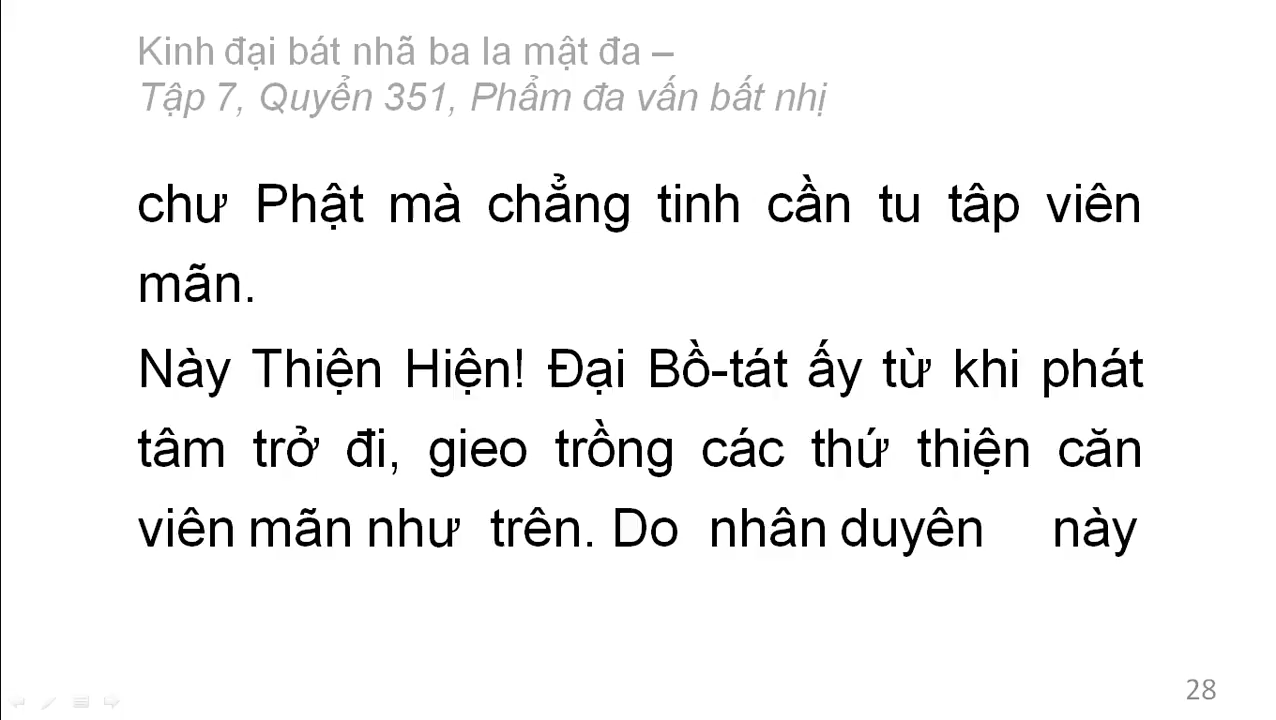 Kinh đại bát nhã ba la mật đa –
Tập 7, Quyển 351, Phẩm đa vấn bất nhị
chư Phật mà chẳng tinh cần tu tâp viên
mãn.
Này Thiện Hiện! Đại Bồ-tát ấy từ khi phát
tâm trở đi, gieo trồng các thứ thiện căn
viên mãn như trên. Do nhân duyên này
28